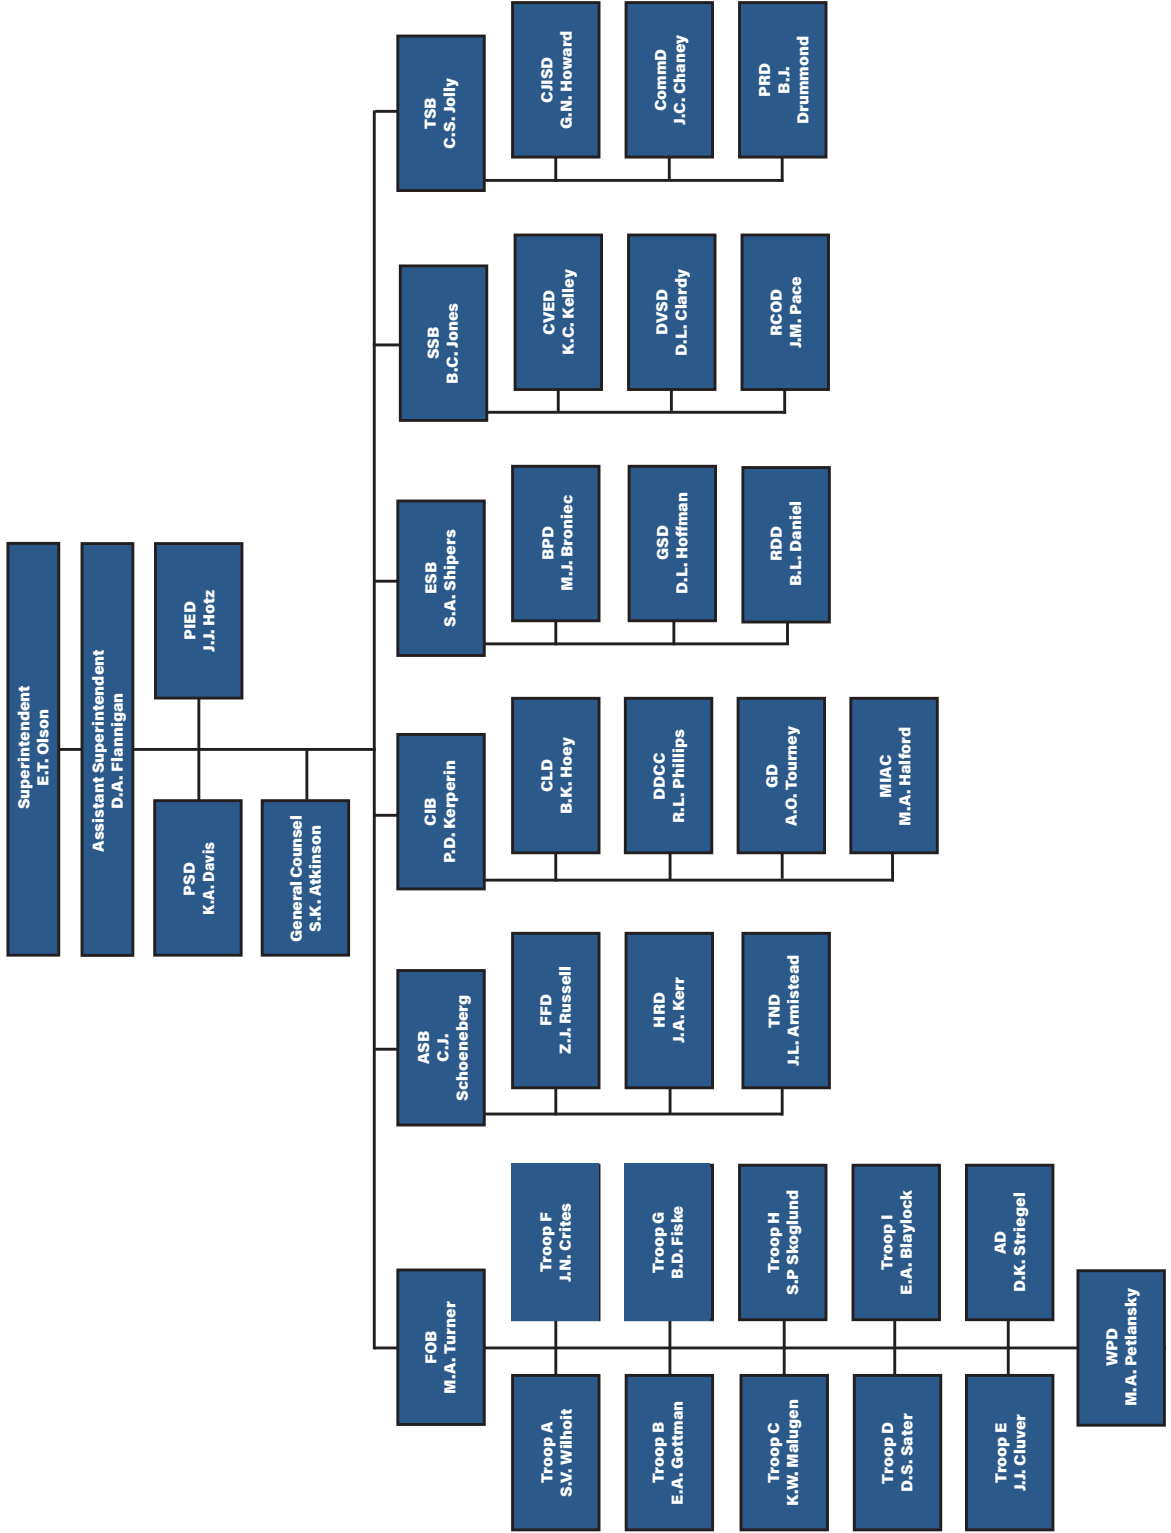 Superintendent
E.T. Olson
Assistant Superintendent
D.A. Flannigan
PSD
K.A. Davis
PIED
J.J. Hotz
General Counsel
S.K. Atkinson
FOB
M.A. Turner
Troop A
S.V. Wilhoit
Troop F
J.N. Crites
Troop B
E.A. Gottman
Troop G
B.D. Fiske
Troop C
K.W. Malugen
Troop H
S.P Skoglund
Troop D
D.S. Sater
Troop I
E.A. Blaylock
Troop E
J.J. Cluver
AD
D.K. Striegel
WPD
M.A. Petlansky
ASB
C.J.
Schoeneberg
FFD
Z.J. Russell
HRD
J.A. Kerr
TND
J.L. Armistead
CIB
P.D. Kerperin
CLD
B.K. Hoey
DDCC
R.L. Phillips
GD
A.O. Tourney
MIAC
M.A. Halford
ESB
S.A. Shipers
BPD
M.J. Broniec
GSD
D.L. Hoffman
RDD
B.L. Daniel
SSB
B.C. Jones
CVED
K.C. Kelley
DVSD
D.L. Clardy
RCOD
J.M. Pace
TSB
C.S. Jolly
CJISD
G.N. Howard
CommD
J.C. Chaney
PRD
B.J.
Drummond